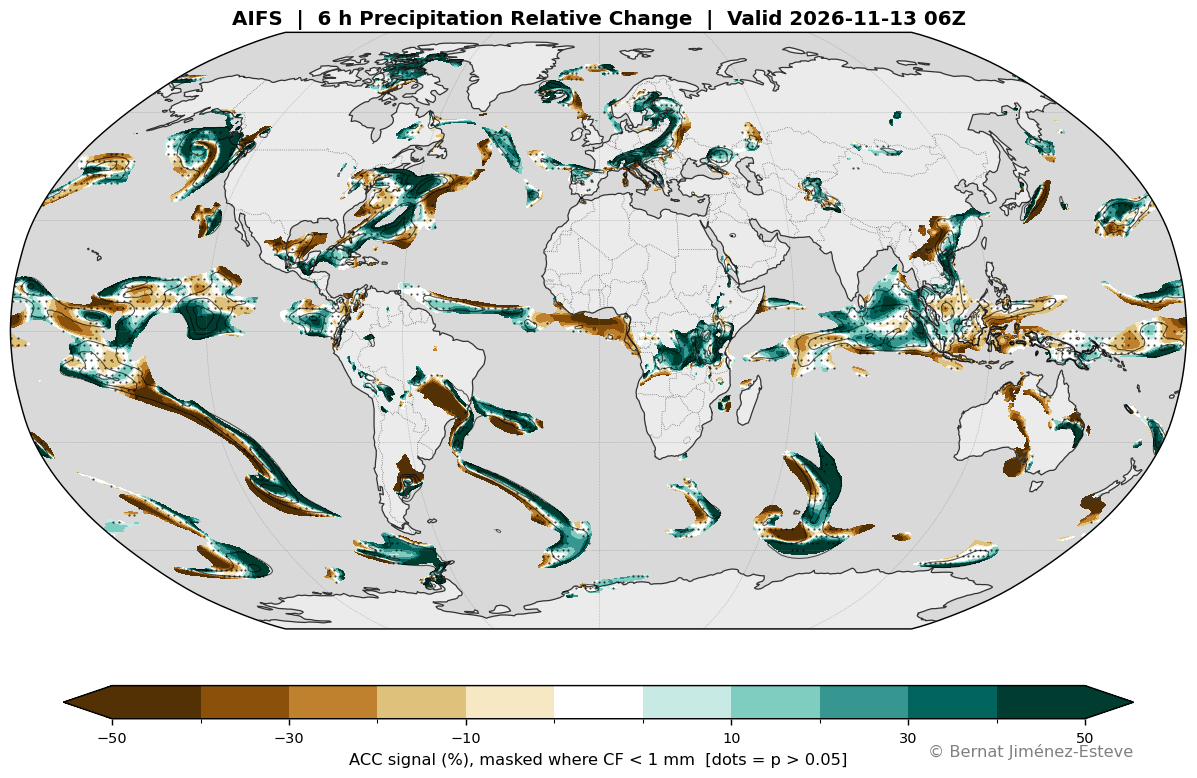 AIFS | 6 h Precipitation Relative Change | Valid 2026-11-13 06Z
−50 −30 −10 10 30 50
ACC signal (%), masked where CF < 1 mm [dots = p > 0.05]
© Bernat Jiménez-Esteve